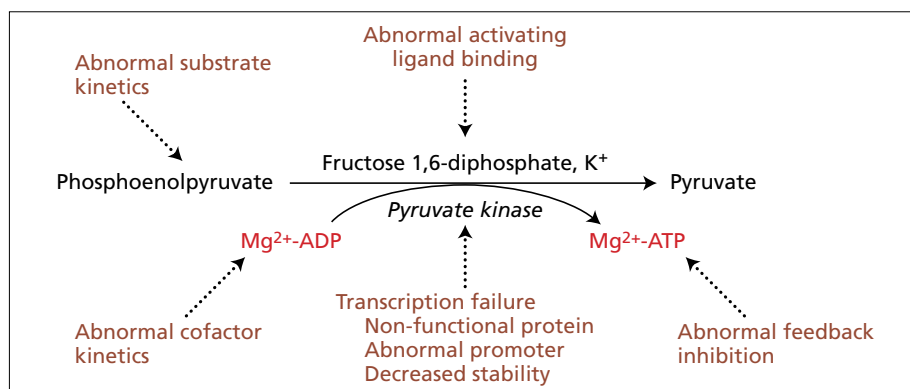 Abnormal activating
ligand binding
Abnormal substrate
kinetics
Fructose 1,6-diphosphate, K⁺
Phosphoenolpyruvate
Pyruvate
Pyruvate kinase
Mg²⁺-ADP
Mg²⁺-ATP
Transcription failure
Non-functional protein
Abnormal promoter
Decreased stability
Abnormal cofactor
kinetics
Abnormal feedback
inhibition